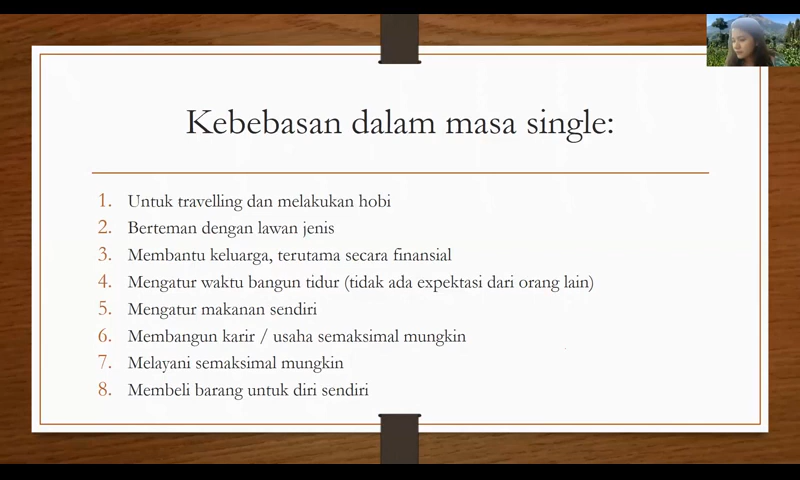 Kebebasan dalam masa single:
1. Untuk travelling dan melakukan hobi
2. Berteman dengan lawan jenis
3. Membantu keluarga, terutama secara finansial
4. Mengatur waktu bangun tidur (tidak ada expektasi dari orang lain)
5. Mengatur makanan sendiri
6. Membangun karir / usaha semaksimal mungkin
7. Melayani semaksimal mungkin
8. Membeli barang untuk diri sendiri